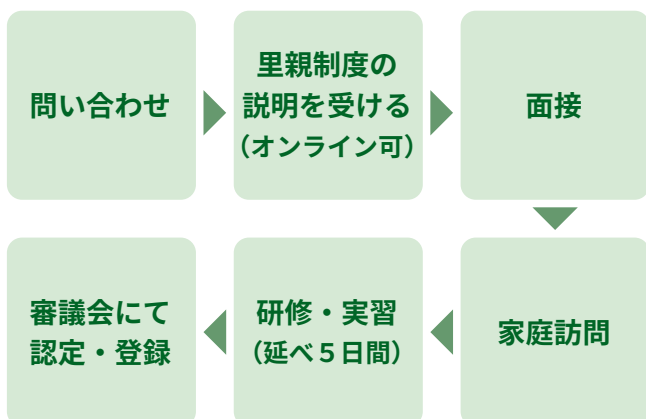 問い合わせ
里親制度の
説明を受ける
（オンライン可）
面接
家庭訪問
研修・実習
（延べ５日間）
審議会にて
認定・登録